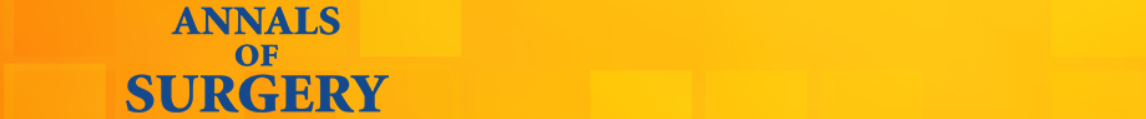 ANNALS
OF
SURGERY